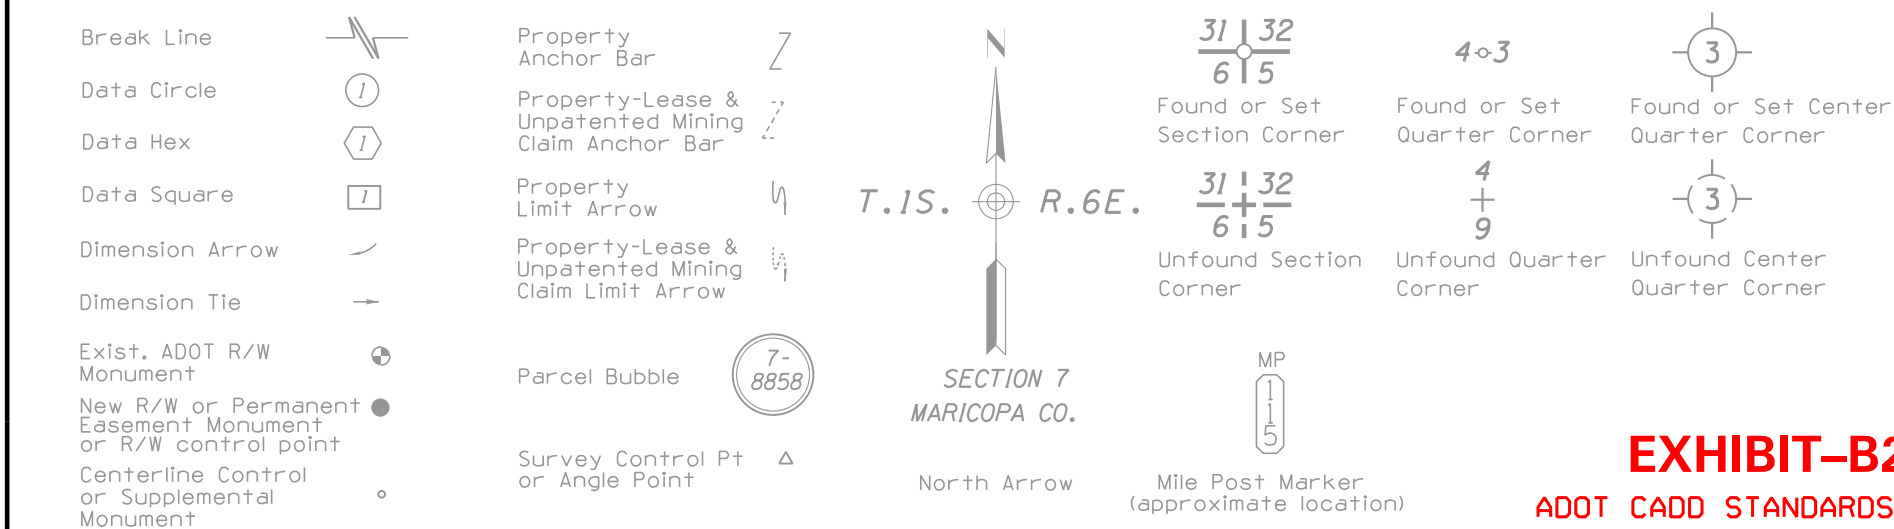 Break Line
Data Circle
1
Data Hex
1
Data Square
1
Dimension Arrow
Dimension Tie
Exist. ADOT R/W
Monument
New R/W or Permanent
Easement Monument
or R/W control point
Centerline Control
or Supplemental
Monument
Property
Anchor Bar
Property-Lease &
Unpatented Mining
Claim Anchor Bar
Property
Limit Arrow
Property-Lease &
Unpatented Mining
Claim Limit Arrow
Parcel Bubble
7-
8858
Survey Control Pt
or Angle Point
N
T.1S. R.6E.
SECTION 7
MARICOPA CO.
North Arrow
31 32
6 5
Found or Set
Section Corner
4 3
Found or Set
Quarter Corner
3
Found or Set Center
Quarter Corner
31 32
6 5
Unfound Section
Corner
4
9
Unfound Quarter
Corner
3
Unfound Center
Quarter Corner
MP
1
1
5
Mile Post Marker
(approximate location)
EXHIBIT–B2
ADOT CADD STANDARDS